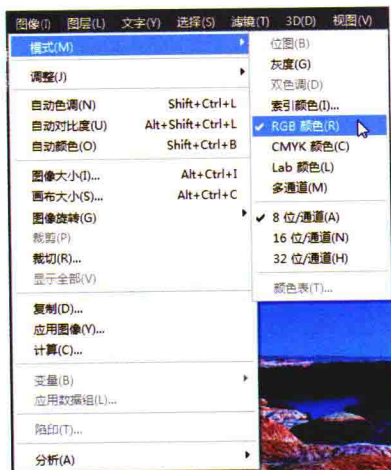 图像(I) 图层(L) 文字(Y) 选择(S) 滤镜(T) 3D(D) 视图(V)
模式(M)
调整(J)
自动色调(N) Shift+Ctrl+L
自动对比度(U) Alt+Shift+Ctrl+L
自动颜色(O) Shift+Ctrl+B
图像大小(I)... Alt+Ctrl+I
画布大小(S)... Alt+Ctrl+C
图像旋转(G)
裁剪(P)
裁切(R)...
显示全部(V)
复制(D)...
应用图像(Y)...
计算(C)...
变量(B)
应用数据组(L)...
陷印(T)...
分析(A)
位图(B)
灰度(G)
双色调(D)
索引颜色(I)...
✓ RGB 颜色(R)
CMYK 颜色(C)
Lab 颜色(L)
多通道(M)
✓ 8 位/通道(A)
16 位/通道(N)
32 位/通道(H)
颜色表(T)...